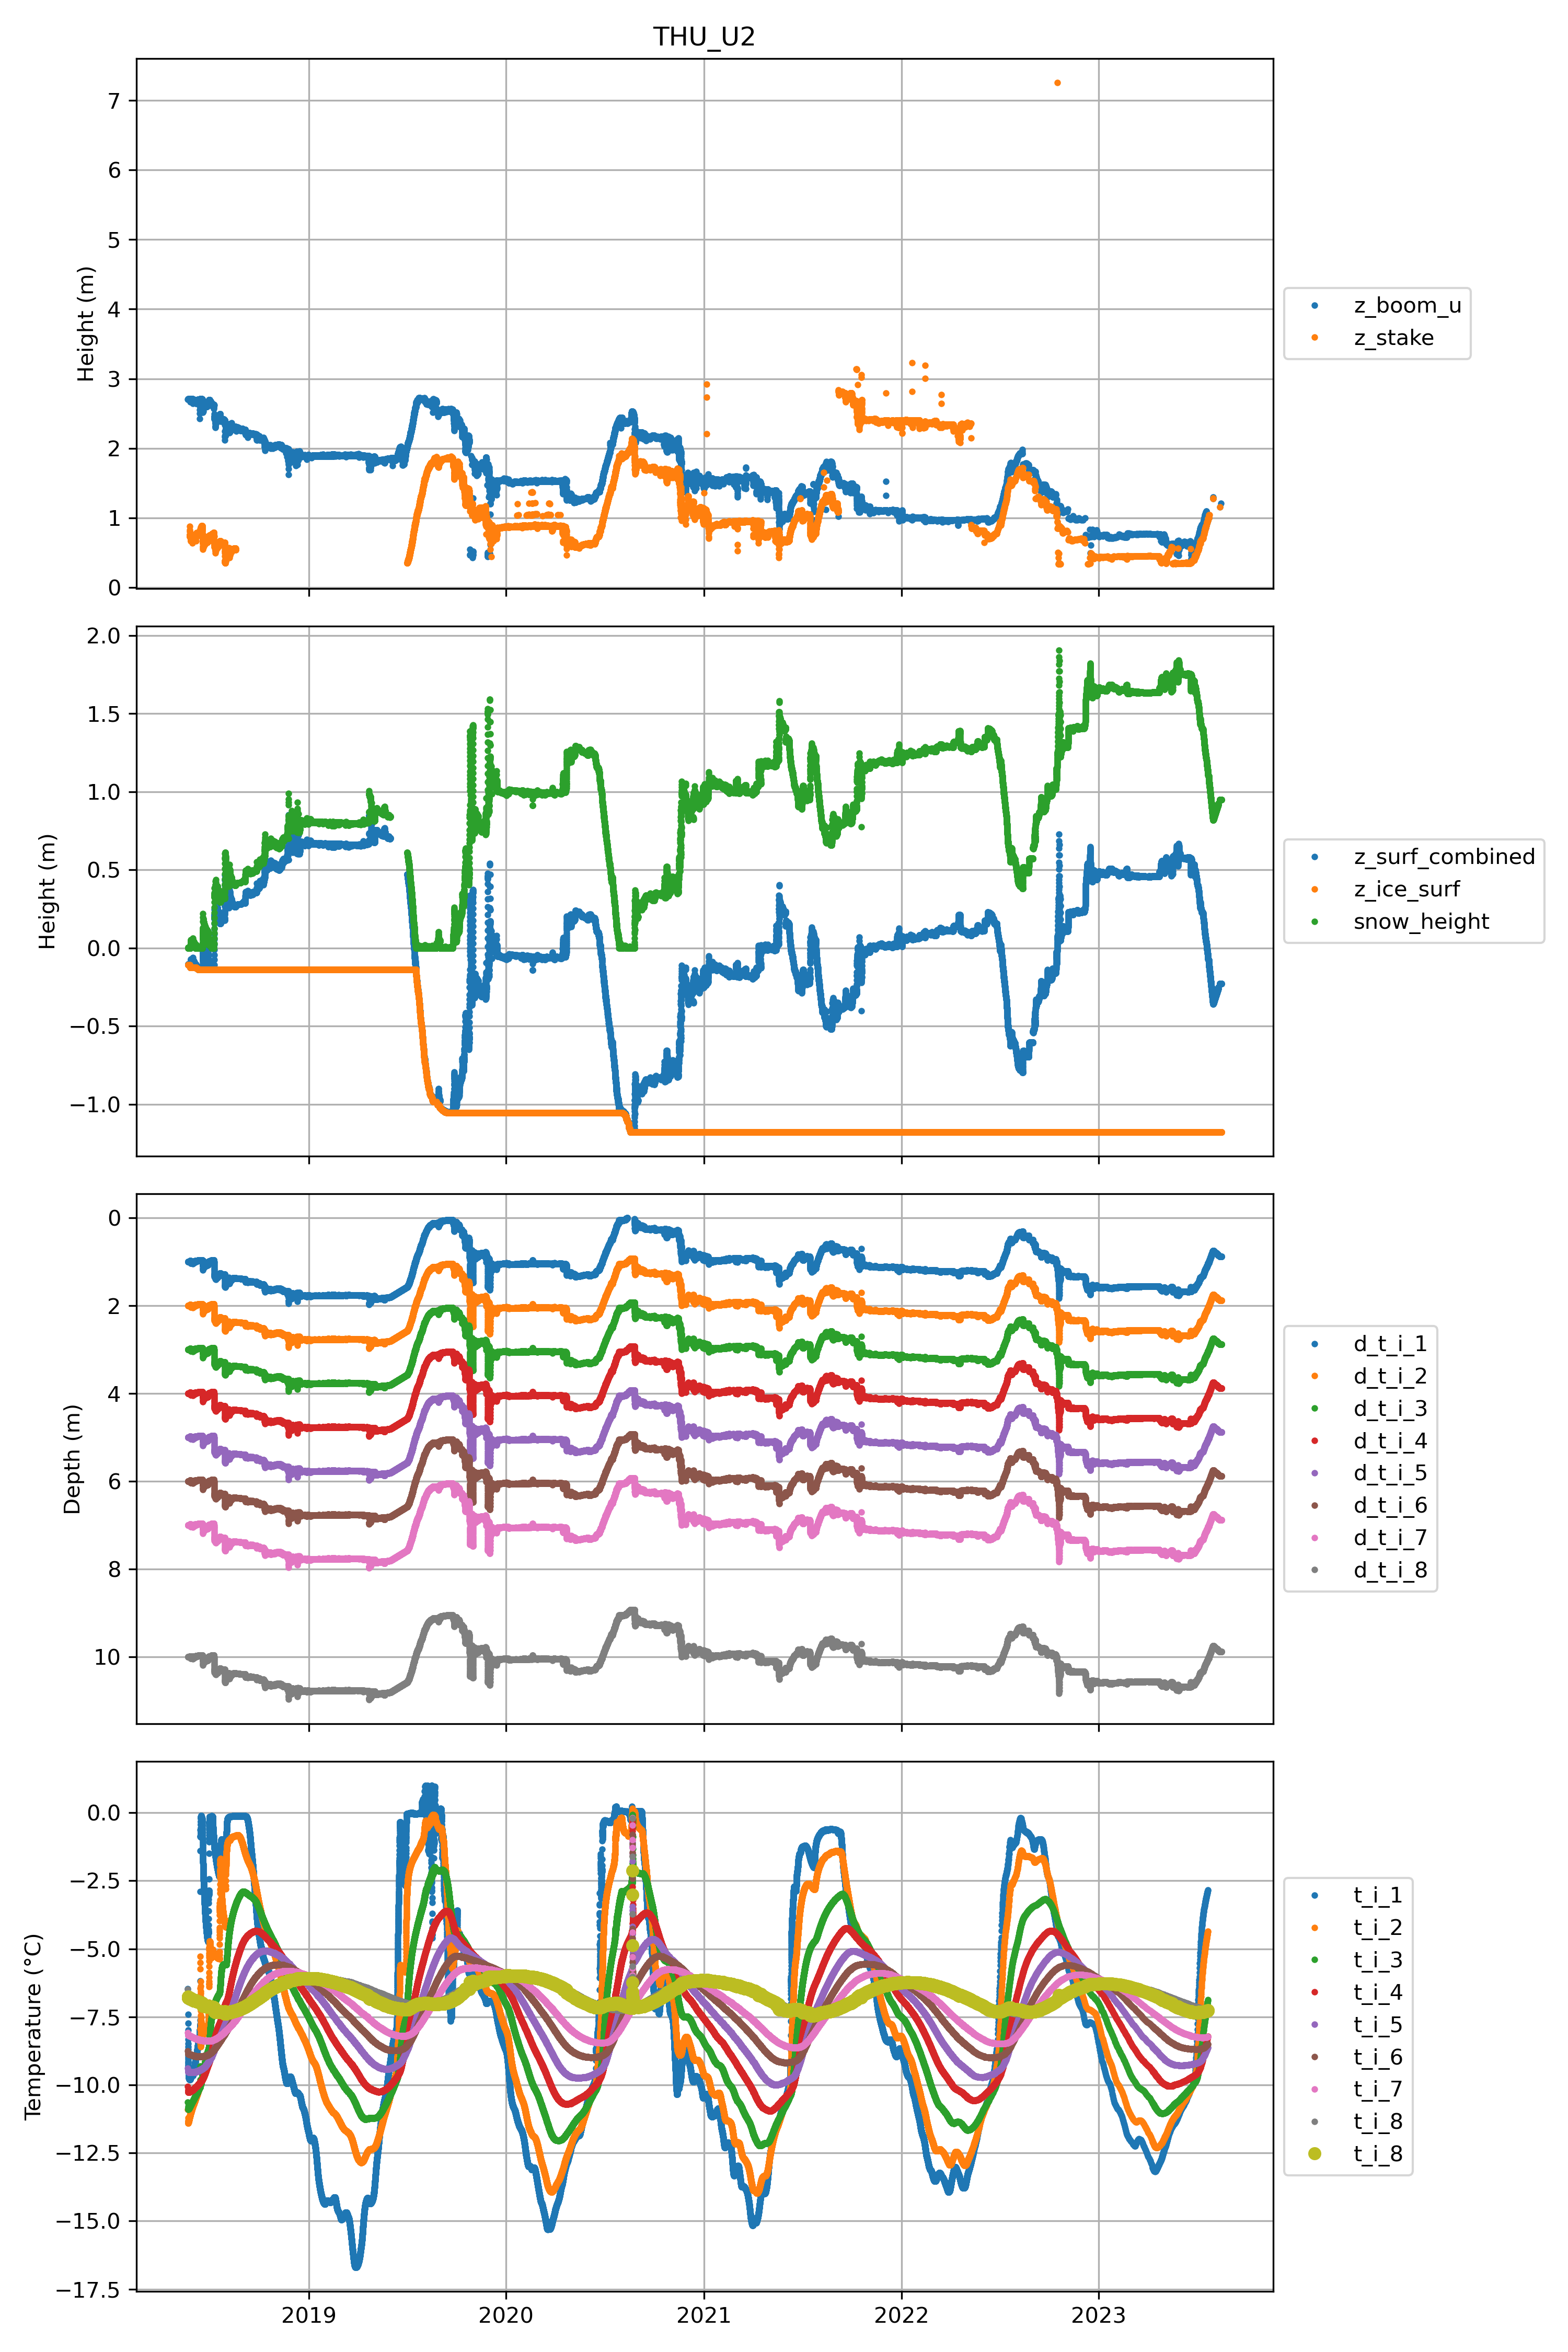 THU_U2
7
6
5
4
3
2
1
0
Height (m)
z_boom_u
z_stake
2.0
1.5
1.0
0.5
0.0
−0.5
−1.0
Height (m)
z_surf_combined
z_ice_surf
snow_height
0
2
4
6
8
10
Depth (m)
d_t_i_1
d_t_i_2
d_t_i_3
d_t_i_4
d_t_i_5
d_t_i_6
d_t_i_7
d_t_i_8
0.0
−2.5
−5.0
−7.5
−10.0
−12.5
−15.0
−17.5
Temperature (°C)
t_i_1
t_i_2
t_i_3
t_i_4
t_i_5
t_i_6
t_i_7
t_i_8
t_i_8
2019 2020 2021 2022 2023